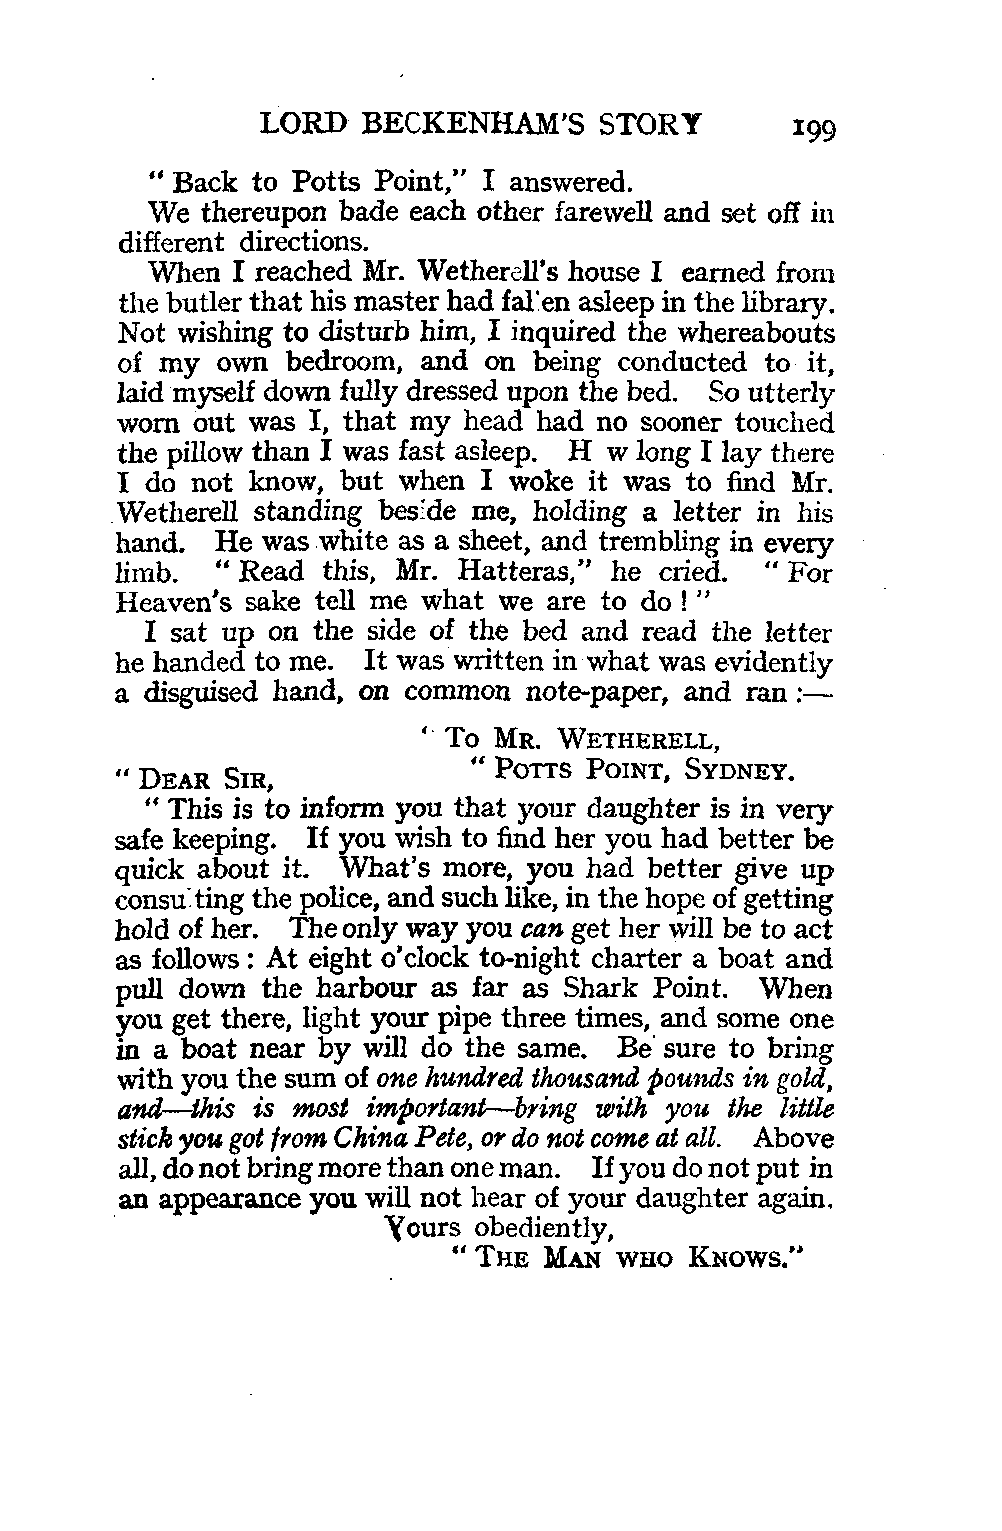 LORD BECKENHAM'S STORY 199
" Back to Potts Point," I answered.
We thereupon bade each other farewell and set off in
different directions.
When I reached Mr. Wetherell's house I earned from
the butler that his master had fal en asleep in the library.
Not wishing to disturb him, I inquired the whereabouts
of my own bedroom, and on being conducted to it,
laid myself down fully dressed upon the bed. So utterly
worn out was I, that my head had no sooner touched
the pillow than I was fast asleep. H w long I lay there
I do not know, but when I woke it was to find Mr.
Wetherell standing beside me, holding a letter in his
hand. He was white as a sheet, and trembling in every
limb. " Read this, Mr. Hatteras," he cried. " For
Heaven's sake tell me what we are to do ! "
I sat up on the side of the bed and read the letter
he handed to me. It was written in what was evidently
a disguised hand, on common note-paper, and ran :—
‘ To Mr. Wetherell,
" Potts Point, Sydney.
" Dear Sir,
" This is to inform you that your daughter is in very
safe keeping. If you wish to find her you had better be
quick about it. What's more, you had better give up
consu ting the police, and such like, in the hope of getting
hold of her. The only way you can get her will be to act
as follows : At eight o'clock to-night charter a boat and
pull down the harbour as far as Shark Point. When
you get there, light your pipe three times, and some one
in a boat near by will do the same. Be sure to bring
with you the sum of one hundred thousand pounds in gold,
and—this is most important—bring with you the little
stick you got from China Pete, or do not come at all. Above
all, do not bring more than one man. If you do not put in
an appearance you will not hear of your daughter again.
Yours obediently,
" The Man who Knows."